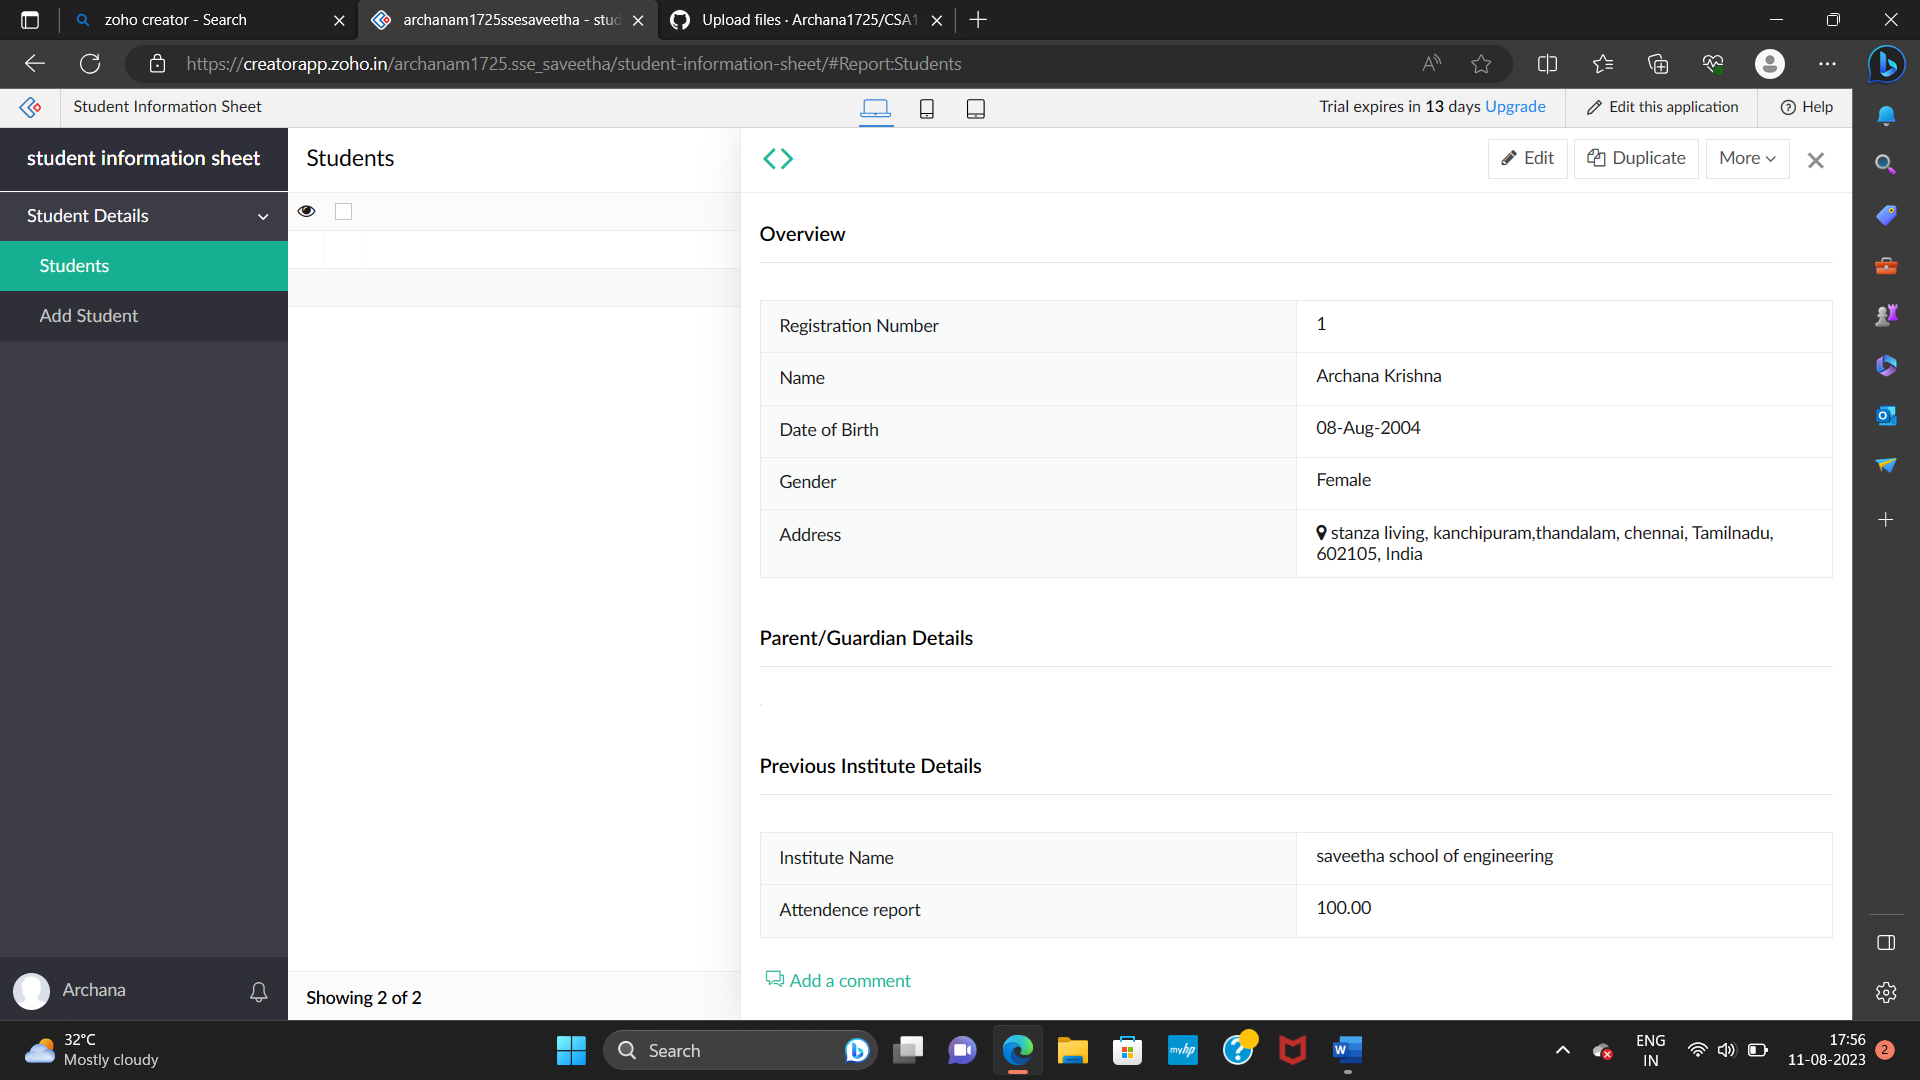 zoho creator - Search
archanam1725ssesaveetha - stud
Upload files · Archana1725/CSA1
https://creatorapp.zoho.in/archanam1725.sse_saveetha/student-information-sheet/#Report:Students
Student Information Sheet
Trial expires in 13 days Upgrade
Edit this application
Help
student information sheet
Student Details
Students
Add Student
Archana
Students
Showing 2 of 2
Edit
Duplicate
More
Overview
Registration Number
1
Name
Archana Krishna
Date of Birth
08-Aug-2004
Gender
Female
Address
stanza living, kanchipuram,thandalam, chennai, Tamilnadu,
602105, India
Parent/Guardian Details
Previous Institute Details
Institute Name
saveetha school of engineering
Attendence report
100.00
Add a comment
32°C
Mostly cloudy
Search
myhp
W
ENG
IN
17:56
11-08-2023
2